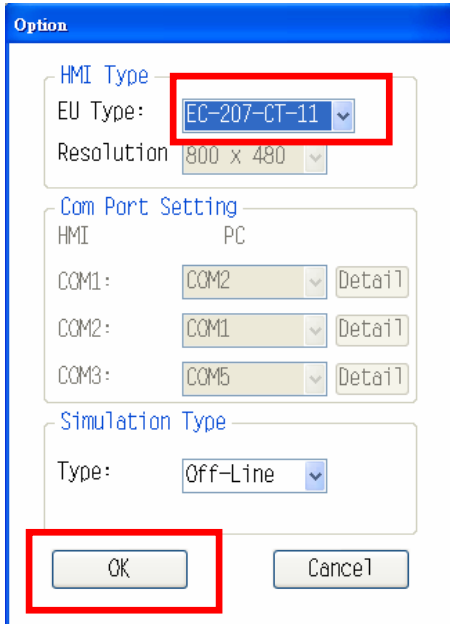 Option
HMI Type
EU Type: EC-207-CT-11
Resolution 800 x 480
Com Port Setting
HMI PC
COM1: COM2 Detail
COM2: COM1 Detail
COM3: COM5 Detail
Simulation Type
Type: Off-Line
OK Cancel